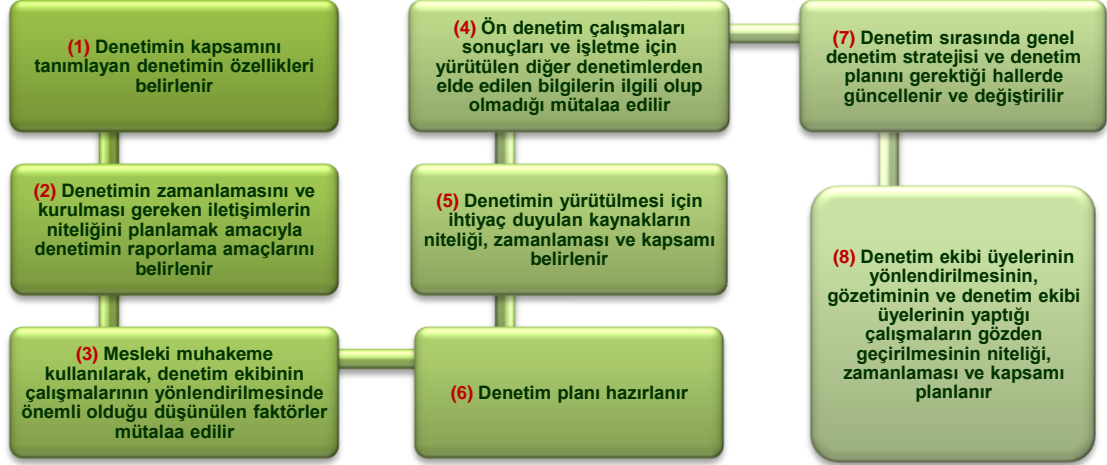 (1) Denetimin kapsamını
tanımlayan denetimin özellikleri
belirlenir
(2) Denetimin zamanlamasını ve
kurulması gereken iletişimlerin
niteliğini planlamak amacıyla
denetimin raporlama amaçlarını
belirlenir
(3) Mesleki muhakeme
kullanılarak, denetim ekibinin
çalışmalarının yönlendirilmesinde
önemli olduğu düşünülen faktörler
mütalaa edilir
(4) Ön denetim çalışmaları
sonuçları ve işletme için
yürütülen diğer denetimlerden
elde edilen bilgilerin ilgili olup
olmadığı mütalaa edilir
(5) Denetimin yürütülmesi için
ihtiyaç duyulan kaynakların
niteliği, zamanlaması ve kapsamı
belirlenir
(6) Denetim planı hazırlanır
(7) Denetim sırasında genel
denetim stratejisi ve denetim
planını gerektiği hallerde
güncellenir ve değiştirilir
(8) Denetim ekibi üyelerinin
yönlendirilmesinin,
gözetiminin ve denetim ekibi
üyelerinin yaptığı
çalışmaların gözden
geçirilmesinin niteliği,
zamanlaması ve kapsamı
planlanır